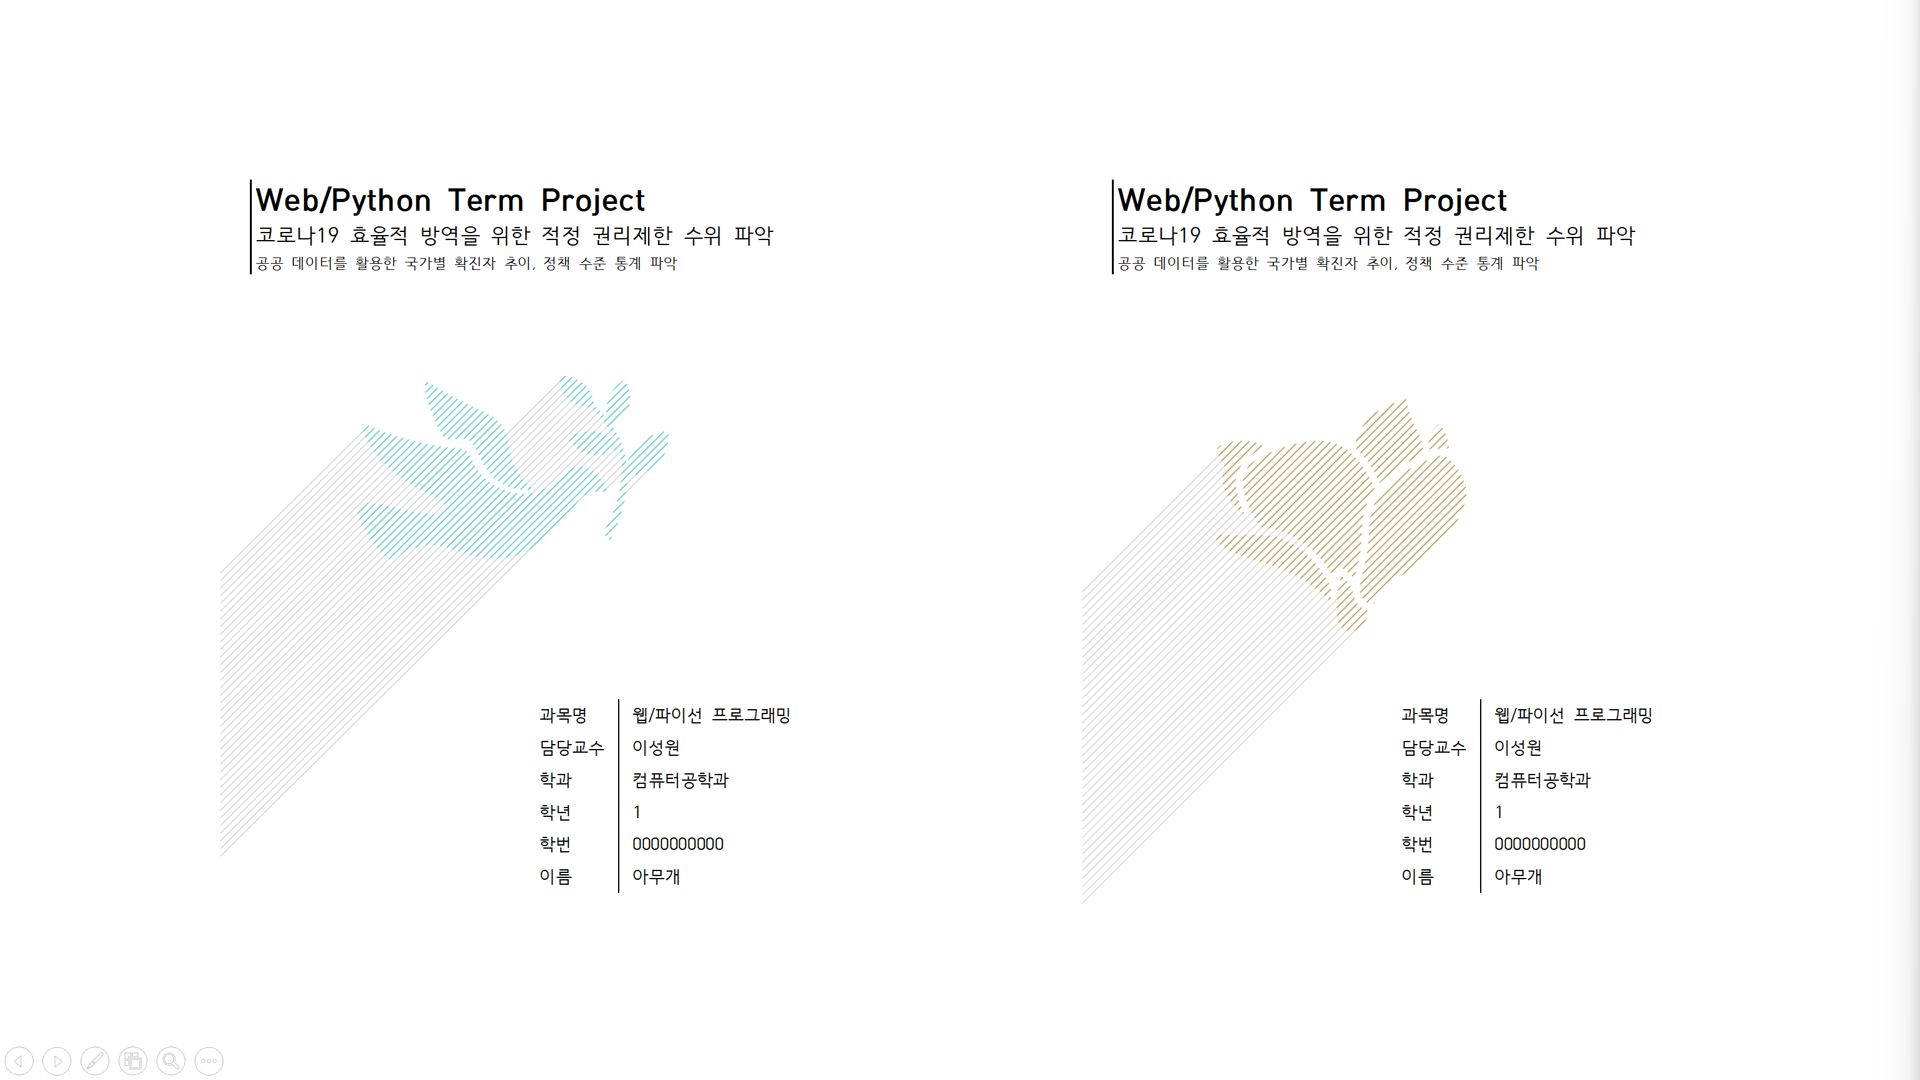 Web/Python Term Project
코로나19 효율적 방역을 위한 적정 권리제한 수위 파악
공공 데이터를 활용한 국가별 확진자 추이, 정책 수준 통계 파악
과목명 웹/파이선 프로그래밍
담당교수 이성원
학과 컴퓨터공학과
학년 1
학번 0000000000
이름 아무개
Web/Python Term Project
코로나19 효율적 방역을 위한 적정 권리제한 수위 파악
공공 데이터를 활용한 국가별 확진자 추이, 정책 수준 통계 파악
과목명 웹/파이선 프로그래밍
담당교수 이성원
학과 컴퓨터공학과
학년 1
학번 0000000000
이름 아무개